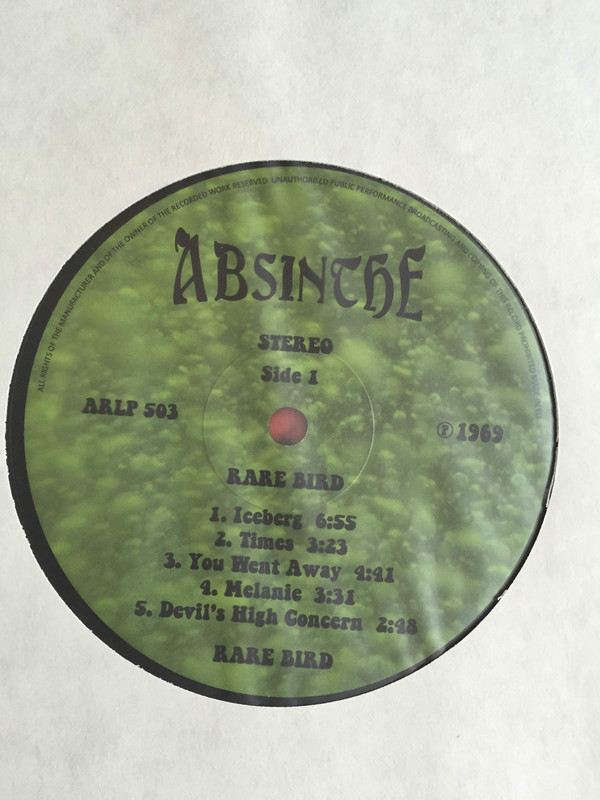 ALL RIGHTS OF THE MANUFACTURER AND OF THE OWNER OF THE RECORDED WORK RESERVED. UNAUTHORIZED PUBLIC PERFORMANCE BROADCASTING AND COPYING OF THIS RECORD PROHIBITED
ABSINTHE
STEREO
Side 1
ARLP 503
℗ 1969
RARE BIRD
1. Iceberg 6:55
2. Times 3:23
3. You Went Away 4:41
4. Melanie 3:31
5. Devil's High Concern 2:48
RARE BIRD